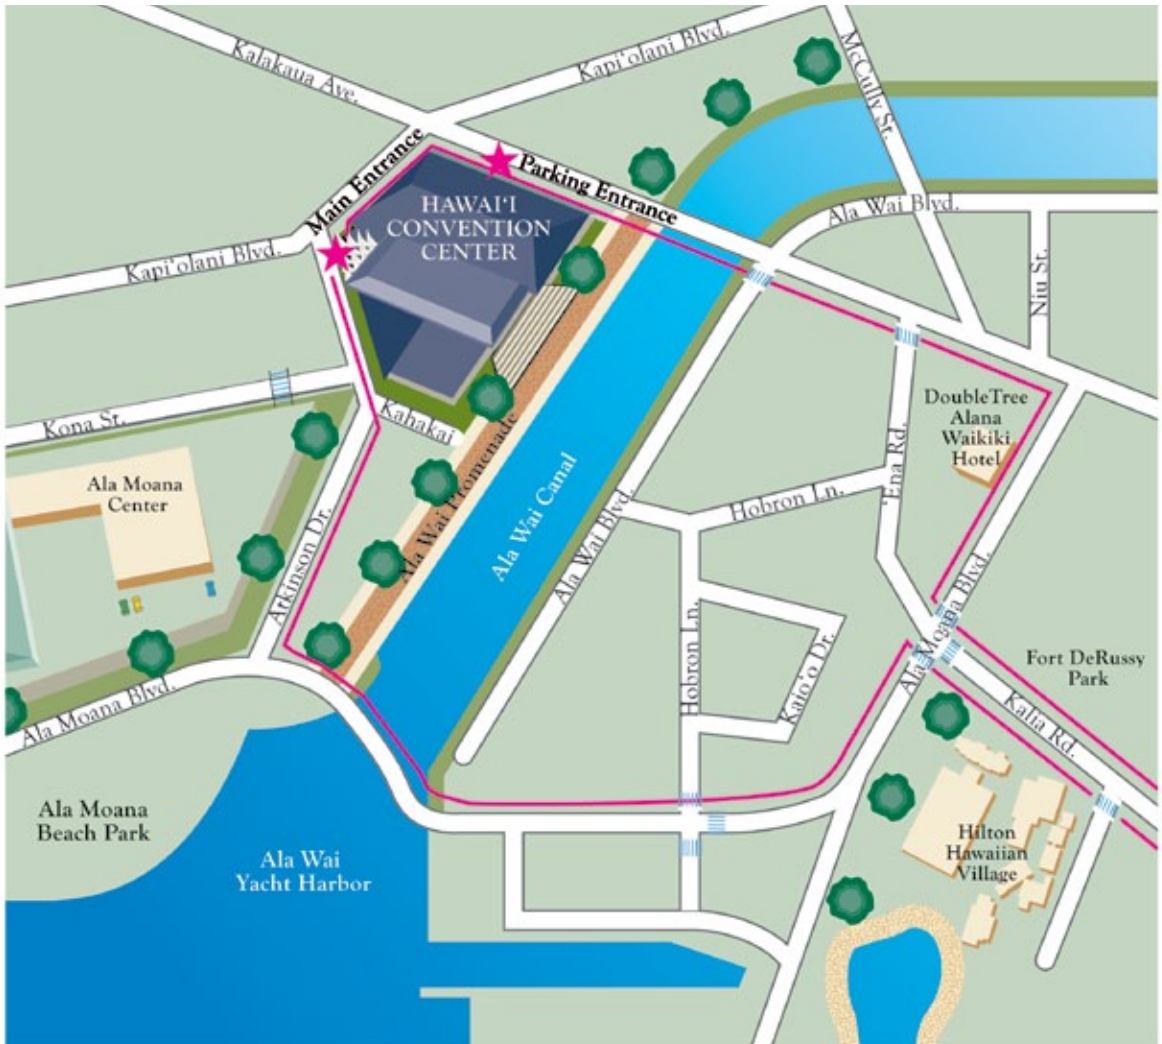 Kalakaua Ave.
Kapi'olani Blvd.
McCully St.
Main Entrance
Parking Entrance
HAWAI'I
CONVENTION
CENTER
Ala Wai Blvd.
Kapi'olani Blvd.
Niu St.
Kona St.
Kahakai
DoubleTree
Alana
Waikiki
Hotel
'Ena Rd.
Ala Moana
Center
Ala Wai Promenade
Ala Wai Canal
Hobron Ln.
Atkinson Dr.
Ala Wai Blvd.
Hobron Ln.
Kaio'o Dr.
Ala Moana Blvd.
Fort DeRussy
Park
Kalia Rd.
Ala Moana Blvd.
Ala Moana
Beach Park
Ala Wai
Yacht Harbor
Hilton
Hawaiian
Village